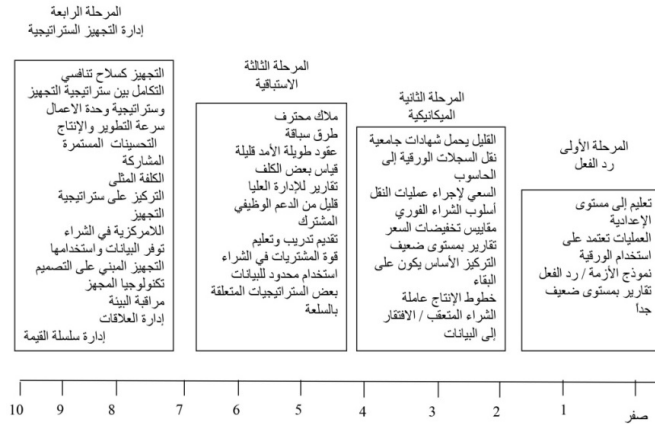 المرحلة الأولى
رد الفعل
تعليم إلى مستوى
الإعدادية
العمليات تعتمد على
استخدام الورقية
نموذج الأزمة / رد الفعل
تقارير بمستوى ضعيف
جداً
المرحلة الثانية
الميكانيكية
القليل يحمل شهادات جامعية
نقل السجلات الورقية إلى
الحاسوب
السعي لإجراء عمليات النقل
أسلوب الشراء الفوري
مقاييس تخفيضات السعر
تقارير بمستوى ضعيف
التركيز الأساس يكون على
البقاء
خطوط الإنتاج عاملة
الشراء المتعقب / الافتقار
إلى البيانات
المرحلة الثالثة
الاستباقية
ملاك محترف
طرق سباقة
عقود طويلة الأمد قليلة
قياس بعض الكلف
تقارير للإدارة العليا
قليل من الدعم الوظيفي
المشترك
تقديم تدريب وتعليم
قوة المشتريات في الشراء
استخدام محدود للبيانات
بعض الستراتيجيات المتعلقة
بالسلعة
المرحلة الرابعة
إدارة التجهيز الستراتيجية
التجهيز كسلاح تنافسي
التكامل بين ستراتيجية التجهيز
وستراتيجية وحدة الاعمال
سرعة التطوير والإنتاج
التحسينات المستمرة
المشاركة
الكلفة المثلى
التركيز على ستراتيجية
التجهيز
اللامركزية في الشراء
توفر البيانات واستخدامها
التجهيز المبني على التصميم
تكنولوجيا المجهز
مراقبة البيئة
إدارة العلاقات
إدارة سلسلة القيمة
صفر 1 2 3 4 5 6 7 8 9 10